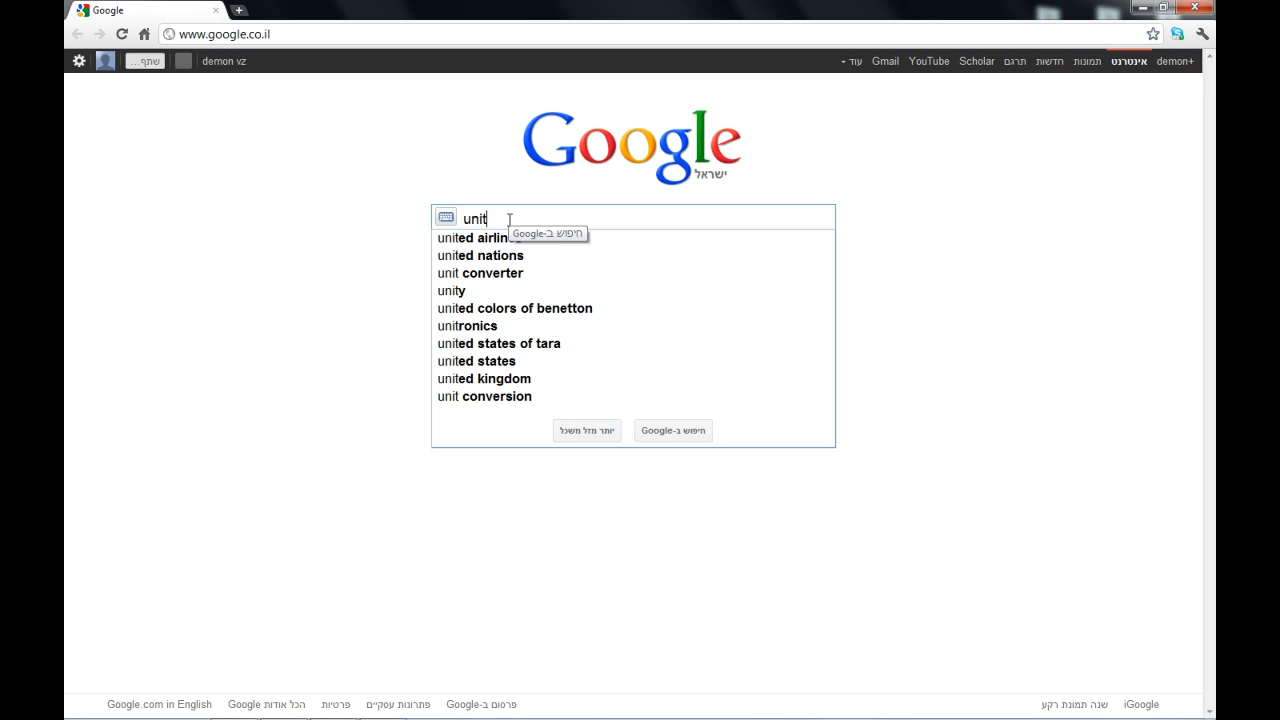 Google
www.google.co.il
demon vz
שתף...
demon+ אינטרנט תמונות חדשות תרגם Scholar YouTube Gmail עוד
Google
ישראל
unit
חיפוש ב-Google
united airlines
united nations
unit converter
unity
united colors of benetton
unitronics
united states of tara
united states
united kingdom
unit conversion
חיפוש ב-Google
יותר מזל משכל
Google.com in English
הכל אודות Google
פרטיות
פתרונות עסקיים
פרסום ב-Google
שנה תמונת רקע
iGoogle